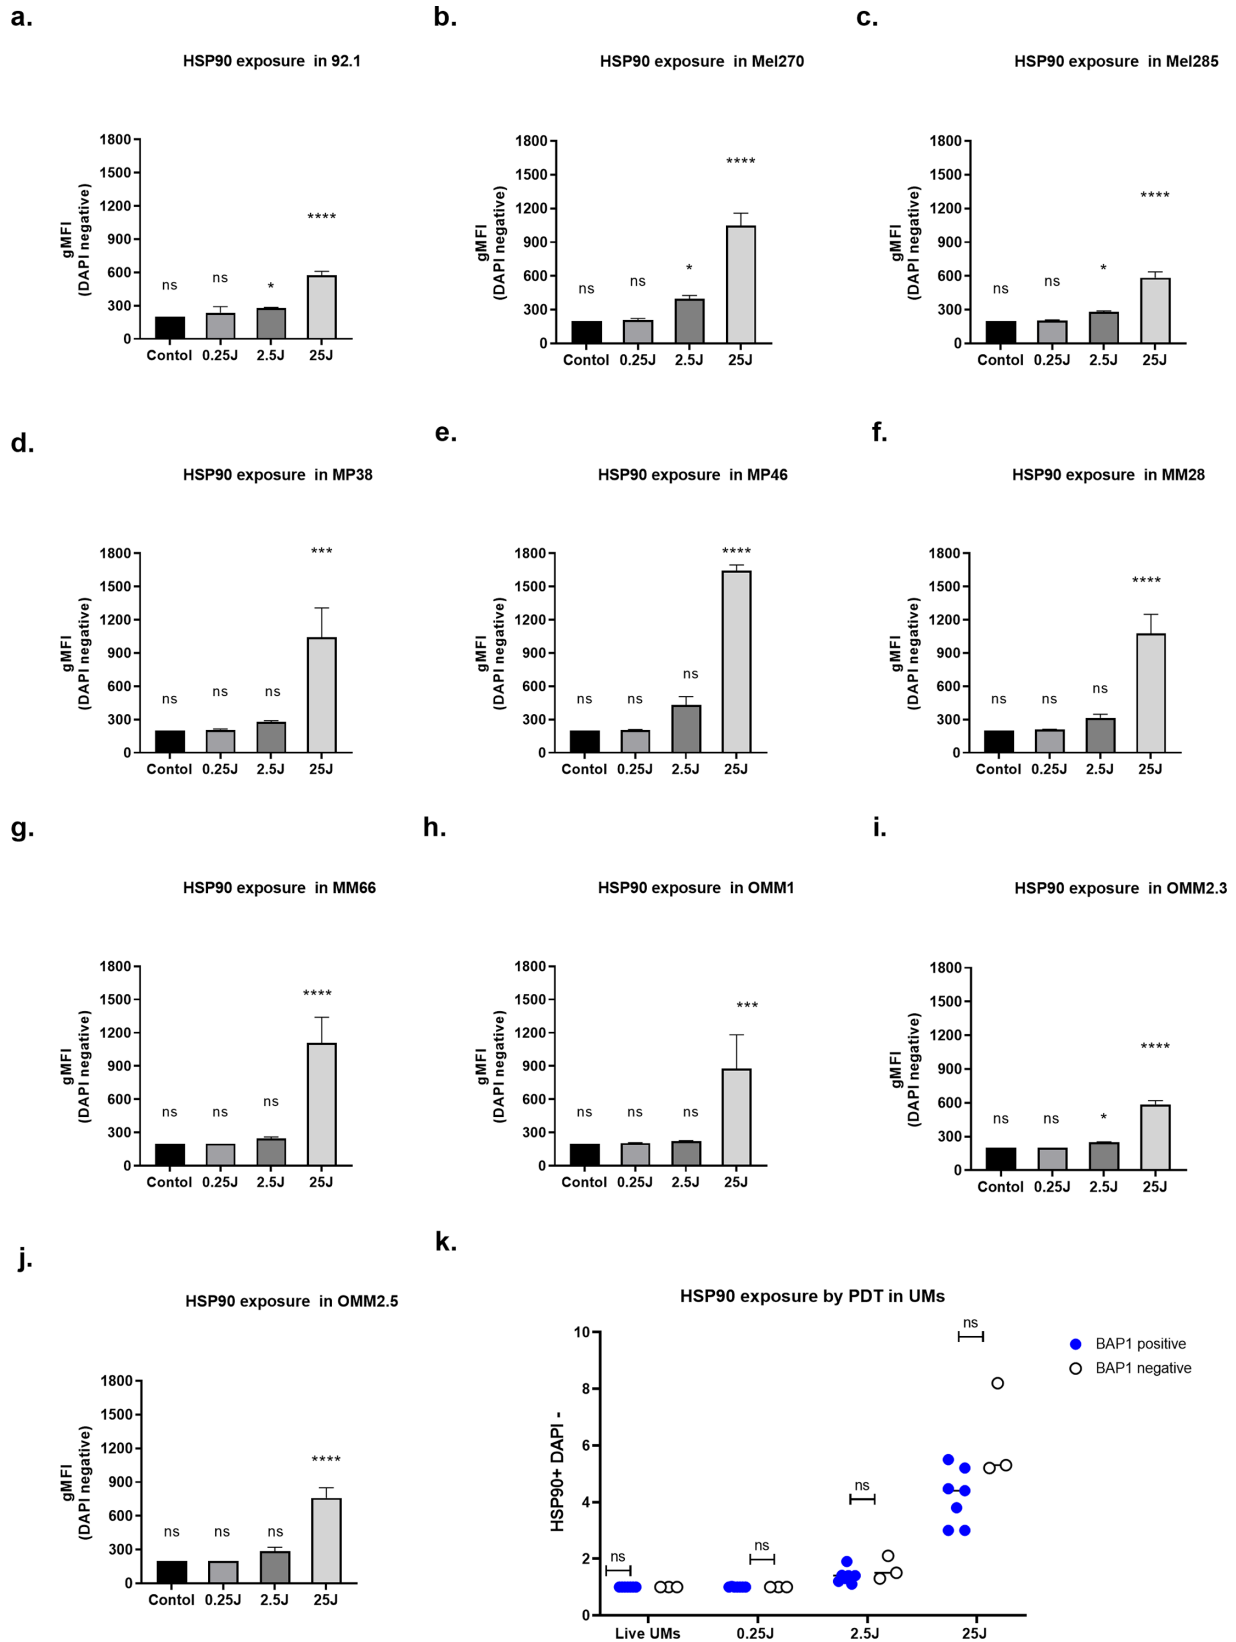 a.
HSP90 exposure in 92.1
gMFI
(DAPI negative)
1800
1500
1200
900
600
300
0
ns
ns
*
****
Contol 0.25J 2.5J 25J
b.
HSP90 exposure in Mel270
gMFI
(DAPI negative)
1800
1500
1200
900
600
300
0
ns
ns
*
****
Contol 0.25J 2.5J 25J
c.
HSP90 exposure in Mel285
gMFI
(DAPI negative)
1800
1500
1200
900
600
300
0
ns
ns
*
****
Contol 0.25J 2.5J 25J
d.
HSP90 exposure in MP38
gMFI
(DAPI negative)
1800
1500
1200
900
600
300
0
ns
ns
ns
***
Contol 0.25J 2.5J 25J
e.
HSP90 exposure in MP46
gMFI
(DAPI negative)
1800
1500
1200
900
600
300
0
ns
ns
ns
****
Contol 0.25J 2.5J 25J
f.
HSP90 exposure in MM28
gMFI
(DAPI negative)
1800
1500
1200
900
600
300
0
ns
ns
ns
****
Contol 0.25J 2.5J 25J
g.
HSP90 exposure in MM66
gMFI
(DAPI negative)
1800
1500
1200
900
600
300
0
ns
ns
ns
****
Contol 0.25J 2.5J 25J
h.
HSP90 exposure in OMM1
gMFI
(DAPI negative)
1800
1500
1200
900
600
300
0
ns
ns
ns
***
Contol 0.25J 2.5J 25J
i.
HSP90 exposure in OMM2.3
gMFI
(DAPI negative)
1800
1500
1200
900
600
300
0
ns
ns
*
****
Contol 0.25J 2.5J 25J
j.
HSP90 exposure in OMM2.5
gMFI
(DAPI negative)
1800
1500
1200
900
600
300
0
ns
ns
ns
****
Contol 0.25J 2.5J 25J
k.
HSP90 exposure by PDT in UMs
HSP90+ DAPI -
10
8
6
4
2
0
ns
ns
ns
ns
Live UMs 0.25J 2.5J 25J
BAP1 positive
BAP1 negative